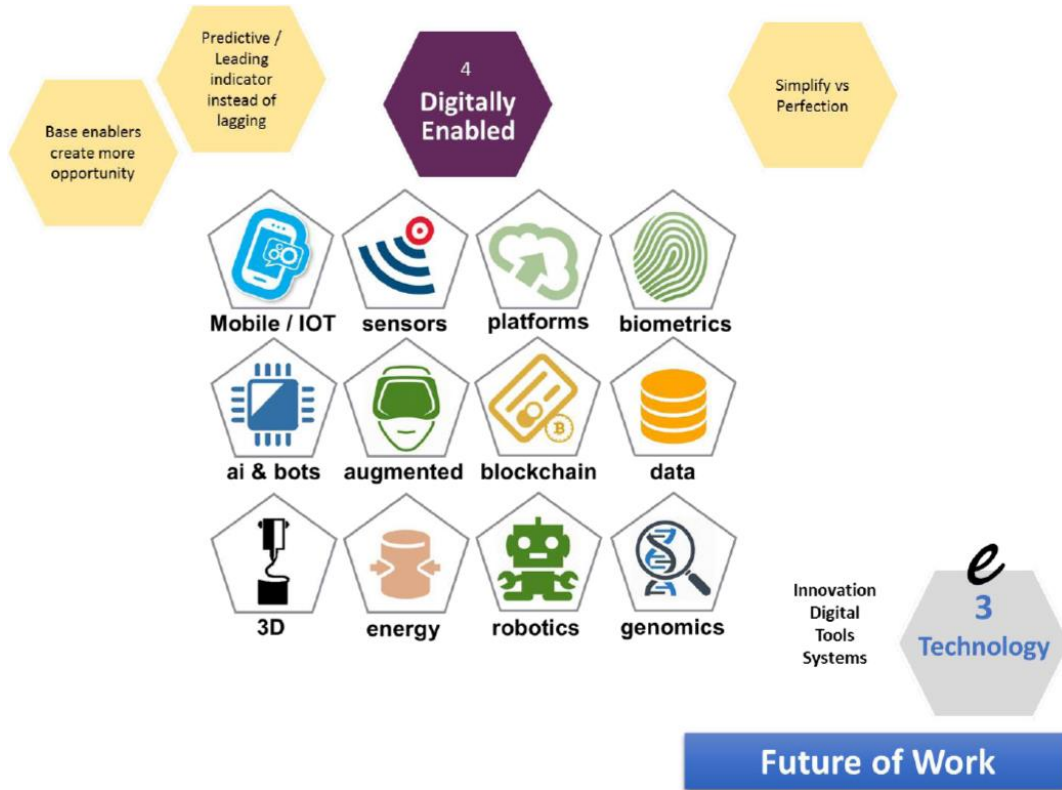 Predictive /
Leading
indicator
instead of
lagging
Base enablers
create more
opportunity
4
Digitally
Enabled
Simplify vs
Perfection
Mobile / IOT
sensors
platforms
biometrics
ai & bots
augmented
blockchain
data
3D
energy
robotics
genomics
Innovation
Digital
Tools
Systems
e
3
Technology
Future of Work